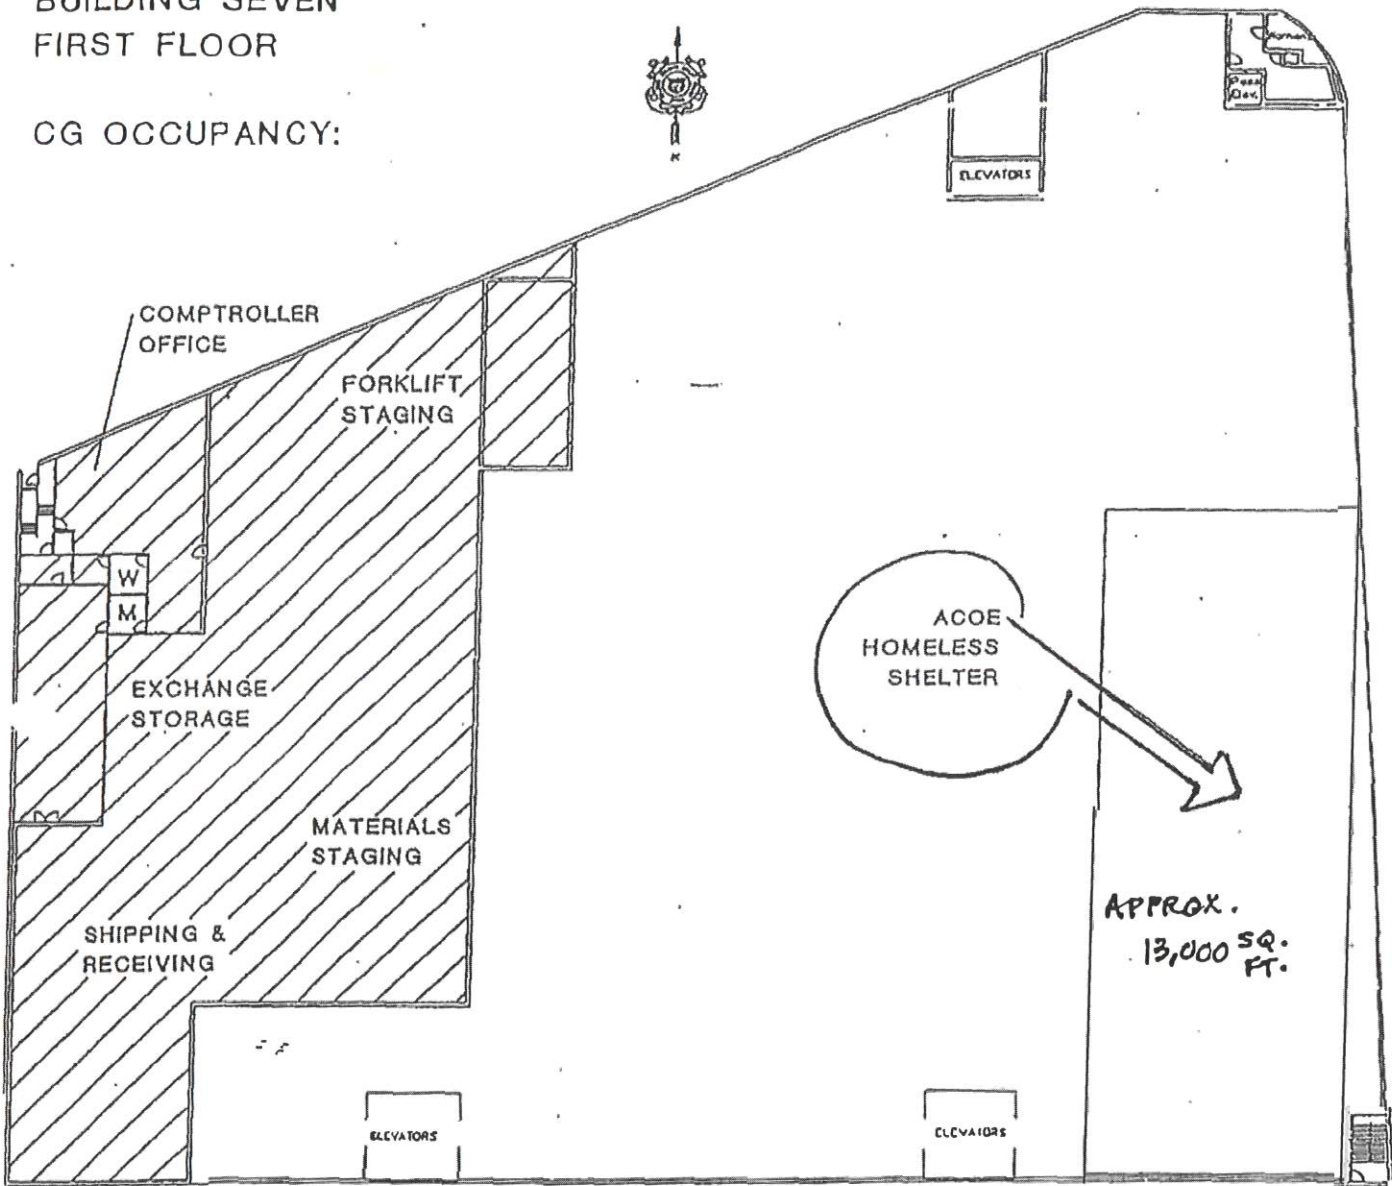 BUILDING SEVEN
FIRST FLOOR
CG OCCUPANCY:
Women
ELEVATORS
COMPTROLLER
OFFICE
FORKLIFT
STAGING
W
M
ACOE
HOMELESS
SHELTER
EXCHANGE
STORAGE
MATERIALS
STAGING
APPROX.
13,000 SQ.
FT.
SHIPPING &
RECEIVING
ELEVATORS
ELEVATORS